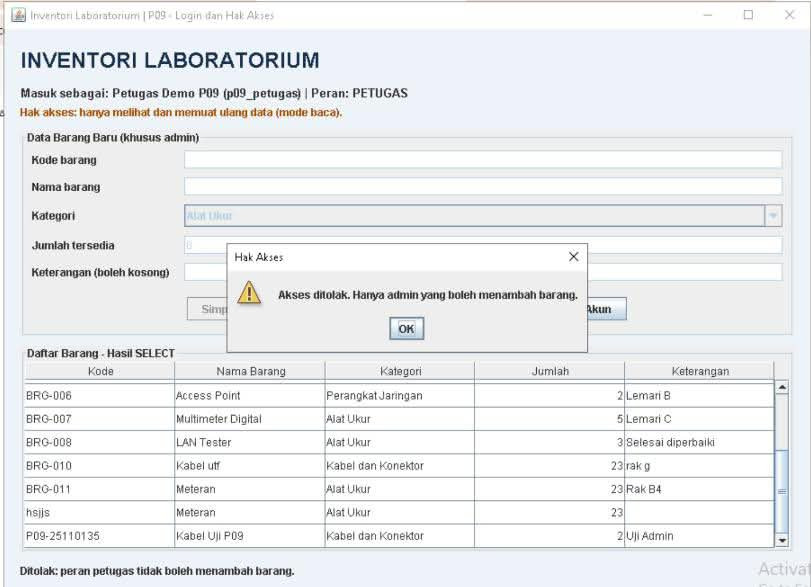 Inventori Laboratorium | P09 - Login dan Hak Akses
INVENTORI LABORATORIUM
Masuk sebagai: Petugas Demo P09 (p09_petugas) | Peran: PETUGAS
Hak akses: hanya melihat dan memuat ulang data (mode baca).
Data Barang Baru (khusus admin)
Kode barang
Nama barang
Kategori Alat Ukur
Jumlah tersedia 0
Keterangan (boleh kosong)
Hak Akses
Akses ditolak. Hanya admin yang boleh menambah barang.
Simp Akun
OK
Daftar Barang - Hasil SELECT
Kode Nama Barang Kategori Jumlah Keterangan
BRG-006 Access Point Perangkat Jaringan 2 Lemari B
BRG-007 Multimeter Digital Alat Ukur 5 Lemari C
BRG-008 LAN Tester Alat Ukur 3 Selesai diperbaiki
BRG-010 Kabel utf Kabel dan Konektor 23 rak g
BRG-011 Meteran Alat Ukur 23 Rak B4
hsjjs Meteran Alat Ukur 23
P09-25110135 Kabel Uji P09 Kabel dan Konektor 2 Uji Admin
Ditolak: peran petugas tidak boleh menambah barang.
Activat